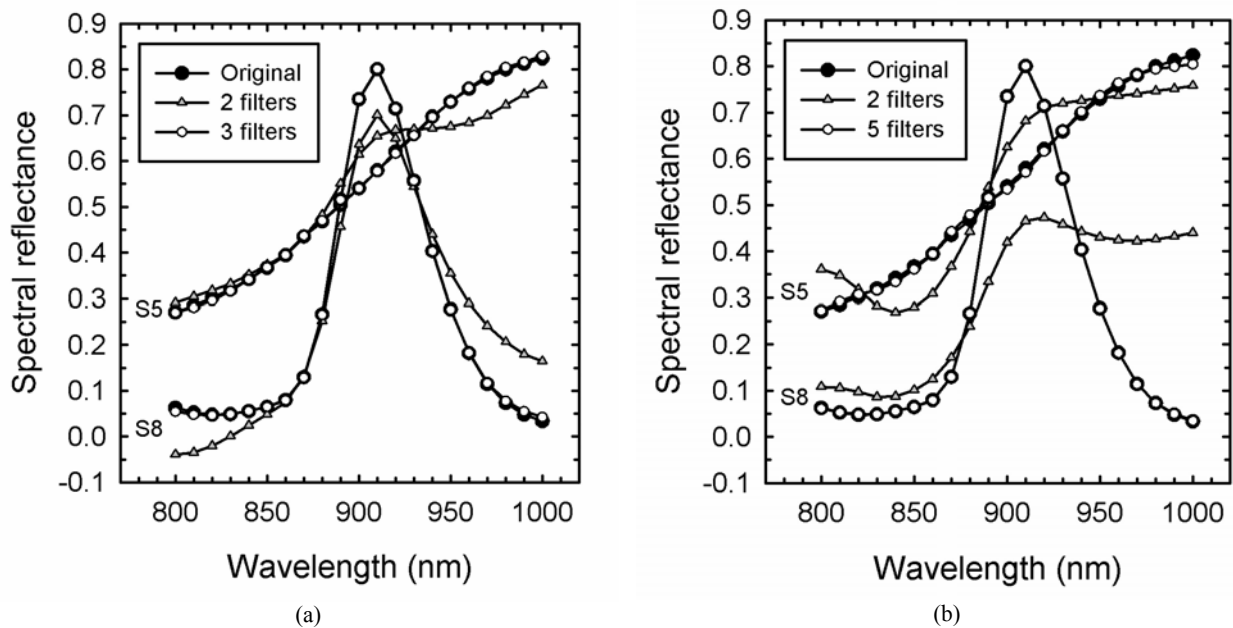 0.9
0.8
0.7
0.6
0.5
0.4
0.3
0.2
0.1
0.0
-0.1
Spectral reflectance
Original
2 filters
3 filters
S5
S8
800 850 900 950 1000
Wavelength (nm)
(a)
0.9
0.8
0.7
0.6
0.5
0.4
0.3
0.2
0.1
0.0
-0.1
Spectral reflectance
Original
2 filters
5 filters
S5
S8
800 850 900 950 1000
Wavelength (nm)
(b)